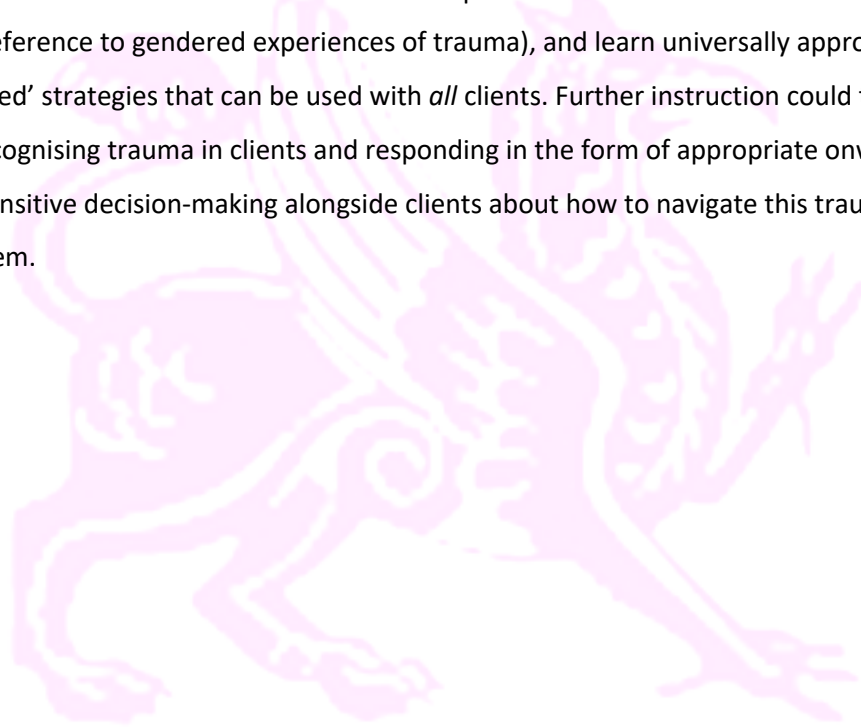 eference to gendered experiences of trauma), and learn universally appro
ed’ strategies that can be used with all clients. Further instruction could
cognising trauma in clients and responding in the form of appropriate onw
nsitive decision-making alongside clients about how to navigate this trau
em.